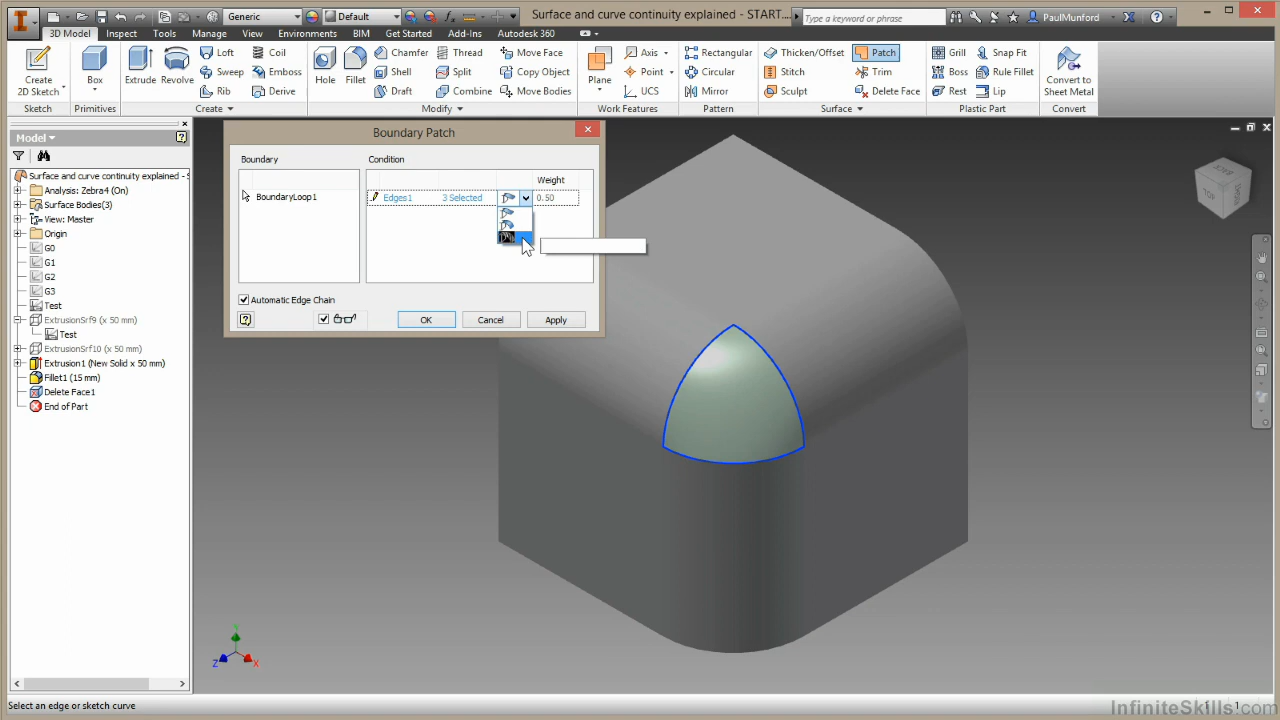 Generic
Default
Surface and curve continuity explained - START....
Type a keyword or phrase
PaulMunford
3D Model
Inspect
Tools
Manage
View
Environments
BIM
Get Started
Add-Ins
Autodesk 360
Create
2D Sketch
Sketch
Box
Primitives
Extrude
Revolve
Loft
Sweep
Rib
Coil
Emboss
Derive
Create
Hole
Fillet
Chamfer
Shell
Draft
Thread
Split
Combine
Move Face
Copy Object
Move Bodies
Modify
Plane
Axis
Point
UCS
Work Features
Rectangular
Circular
Mirror
Pattern
Thicken/Offset
Stitch
Sculpt
Patch
Trim
Delete Face
Surface
Grill
Boss
Rest
Snap Fit
Rule Fillet
Lip
Plastic Part
Convert to
Sheet Metal
Convert
Model
Surface and curve continuity explained - S
Analysis: Zebra4 (On)
Surface Bodies(3)
View: Master
Origin
G0
G1
G2
G3
Test
ExtrusionSrf9 (x 50 mm)
Test
ExtrusionSrf10 (x 50 mm)
Extrusion1 (New Solid x 50 mm)
Fillet1 (15 mm)
Delete Face1
End of Part
Boundary Patch
Boundary
Condition
Weight
BoundaryLoop1
Edges1
3 Selected
0.50
Automatic Edge Chain
OK
Cancel
Apply
Y
Z
X
Select an edge or sketch curve
1
InfiniteSkills.com